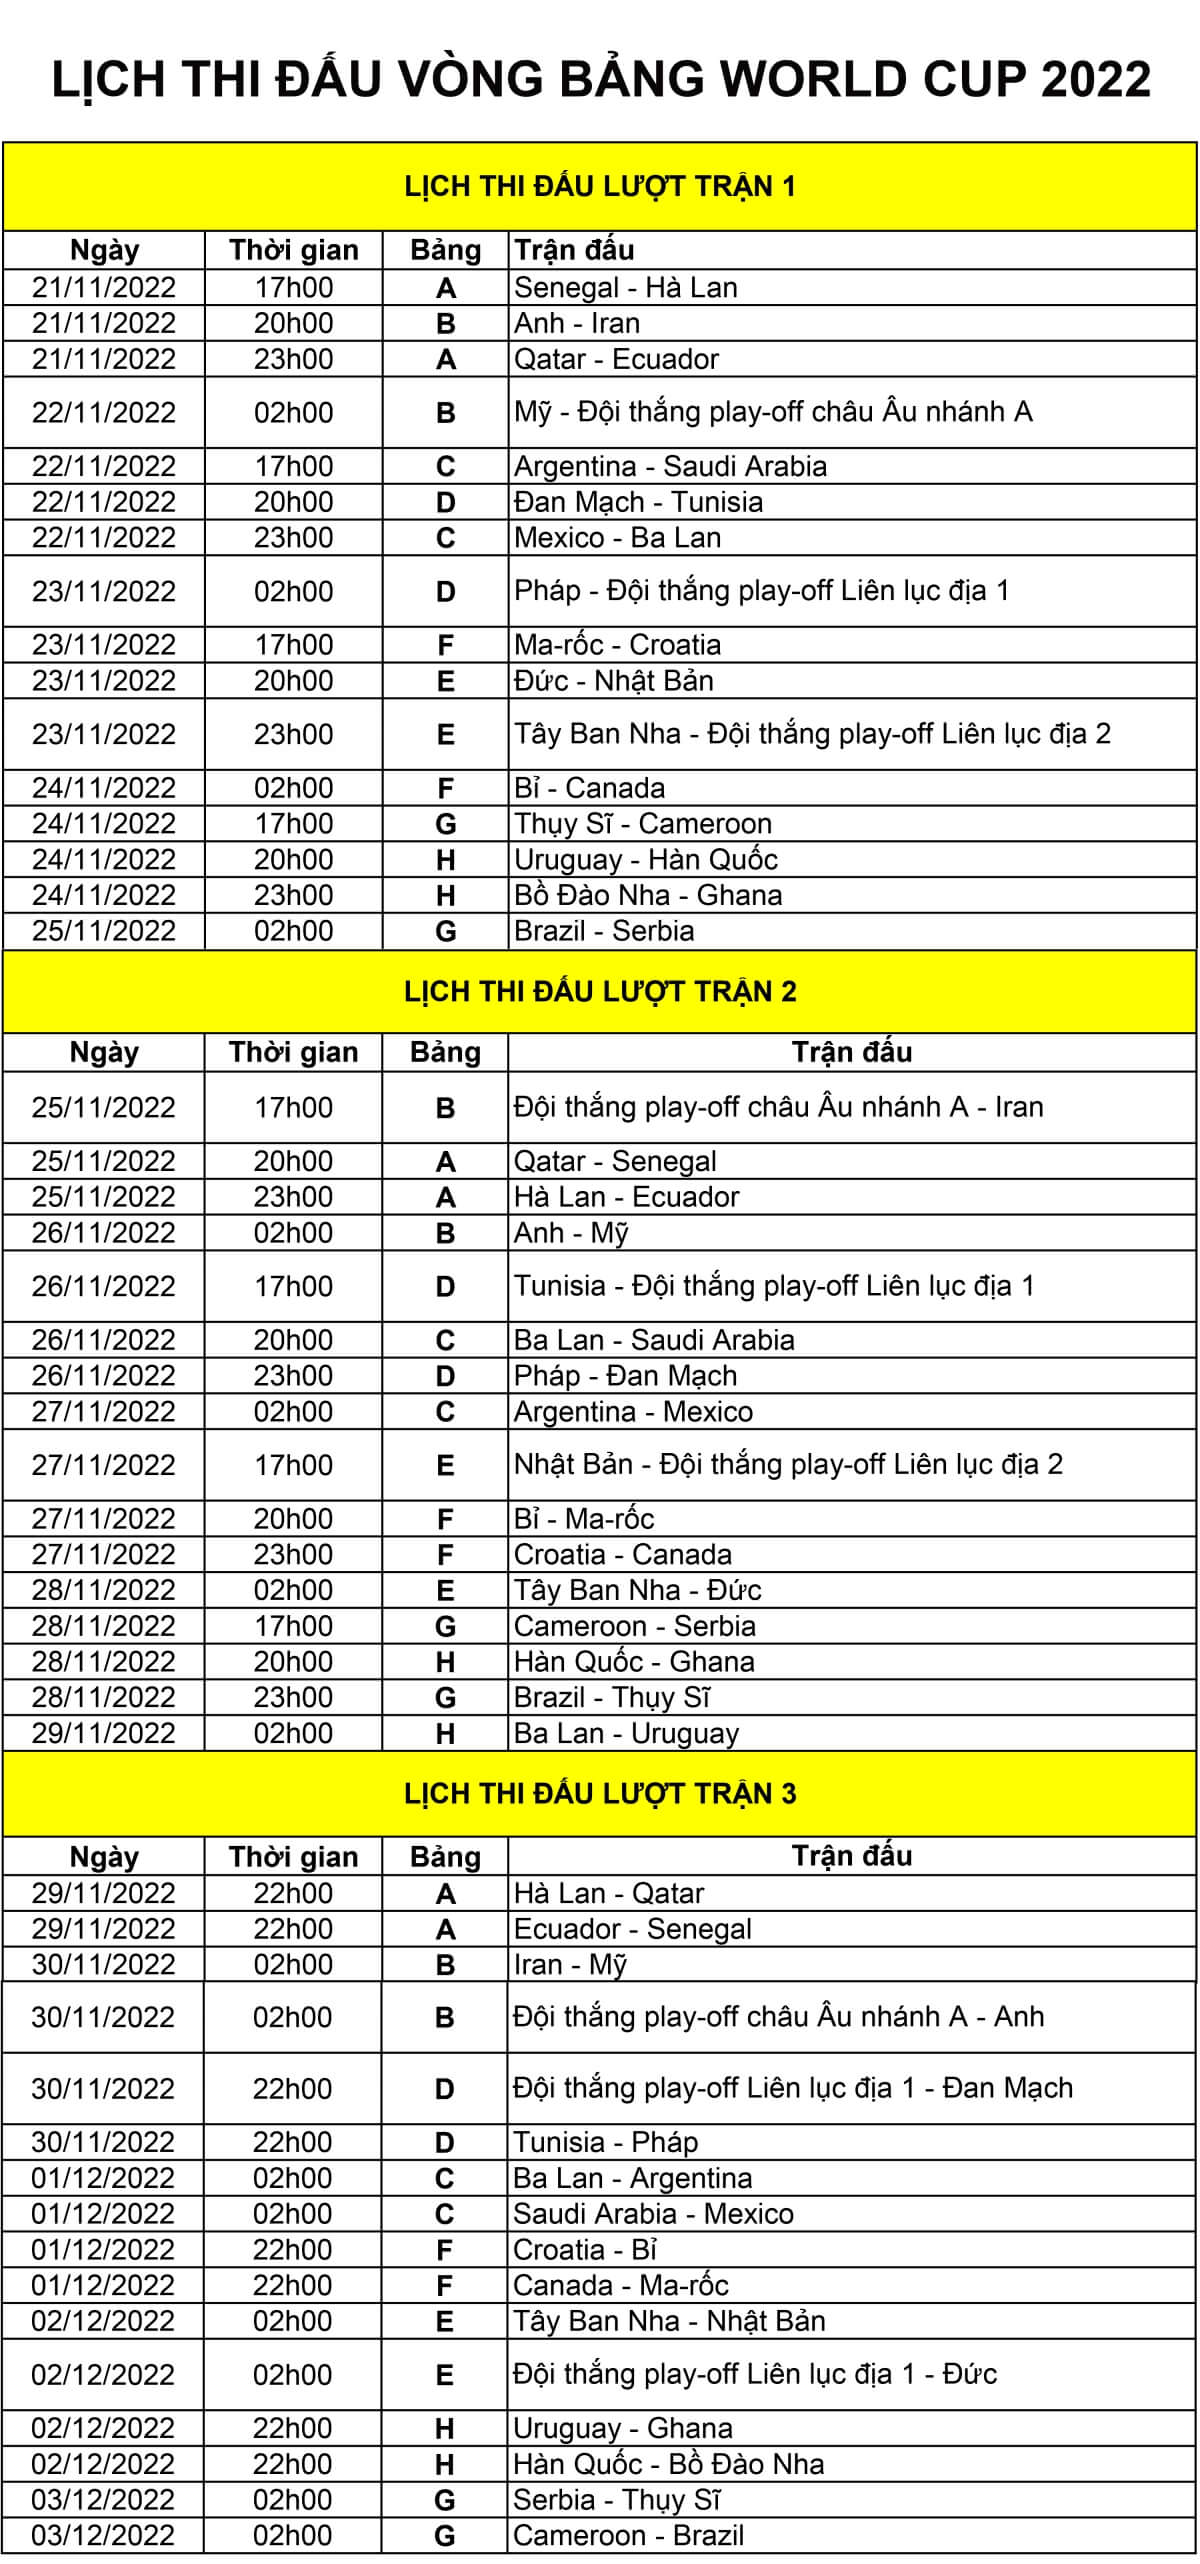 LỊCH THI ĐẤU VÒNG BẢNG WORLD CUP 2022
LỊCH THI ĐẤU LƯỢT TRẬN 1
Ngày Thời gian Bảng Trận đấu
21/11/2022 17h00 A Senegal - Hà Lan
21/11/2022 20h00 B Anh - Iran
21/11/2022 23h00 A Qatar - Ecuador
22/11/2022 02h00 B Mỹ - Đội thắng play-off châu Âu nhánh A
22/11/2022 17h00 C Argentina - Saudi Arabia
22/11/2022 20h00 D Đan Mạch - Tunisia
22/11/2022 23h00 C Mexico - Ba Lan
23/11/2022 02h00 D Pháp - Đội thắng play-off Liên lục địa 1
23/11/2022 17h00 F Ma-rốc - Croatia
23/11/2022 20h00 E Đức - Nhật Bản
23/11/2022 23h00 E Tây Ban Nha - Đội thắng play-off Liên lục địa 2
24/11/2022 02h00 F Bỉ - Canada
24/11/2022 17h00 G Thụy Sĩ - Cameroon
24/11/2022 20h00 H Uruguay - Hàn Quốc
24/11/2022 23h00 H Bồ Đào Nha - Ghana
25/11/2022 02h00 G Brazil - Serbia
LỊCH THI ĐẤU LƯỢT TRẬN 2
Ngày Thời gian Bảng Trận đấu
25/11/2022 17h00 B Đội thắng play-off châu Âu nhánh A - Iran
25/11/2022 20h00 A Qatar - Senegal
25/11/2022 23h00 A Hà Lan - Ecuador
26/11/2022 02h00 B Anh - Mỹ
26/11/2022 17h00 D Tunisia - Đội thắng play-off Liên lục địa 1
26/11/2022 20h00 C Ba Lan - Saudi Arabia
26/11/2022 23h00 D Pháp - Đan Mạch
27/11/2022 02h00 C Argentina - Mexico
27/11/2022 17h00 E Nhật Bản - Đội thắng play-off Liên lục địa 2
27/11/2022 20h00 F Bỉ - Ma-rốc
27/11/2022 23h00 F Croatia - Canada
28/11/2022 02h00 E Tây Ban Nha - Đức
28/11/2022 17h00 G Cameroon - Serbia
28/11/2022 20h00 H Hàn Quốc - Ghana
28/11/2022 23h00 G Brazil - Thụy Sĩ
29/11/2022 02h00 H Ba Lan - Uruguay
LỊCH THI ĐẤU LƯỢT TRẬN 3
Ngày Thời gian Bảng Trận đấu
29/11/2022 22h00 A Hà Lan - Qatar
29/11/2022 22h00 A Ecuador - Senegal
30/11/2022 02h00 B Iran - Mỹ
30/11/2022 02h00 B Đội thắng play-off châu Âu nhánh A - Anh
30/11/2022 22h00 D Đội thắng play-off Liên lục địa 1 - Đan Mạch
30/11/2022 22h00 D Tunisia - Pháp
01/12/2022 02h00 C Ba Lan - Argentina
01/12/2022 02h00 C Saudi Arabia - Mexico
01/12/2022 22h00 F Croatia - Bỉ
01/12/2022 22h00 F Canada - Ma-rốc
02/12/2022 02h00 E Tây Ban Nha - Nhật Bản
02/12/2022 02h00 E Đội thắng play-off Liên lục địa 1 - Đức
02/12/2022 22h00 H Uruguay - Ghana
02/12/2022 22h00 H Hàn Quốc - Bồ Đào Nha
03/12/2022 02h00 G Serbia - Thụy Sĩ
03/12/2022 02h00 G Cameroon - Brazil